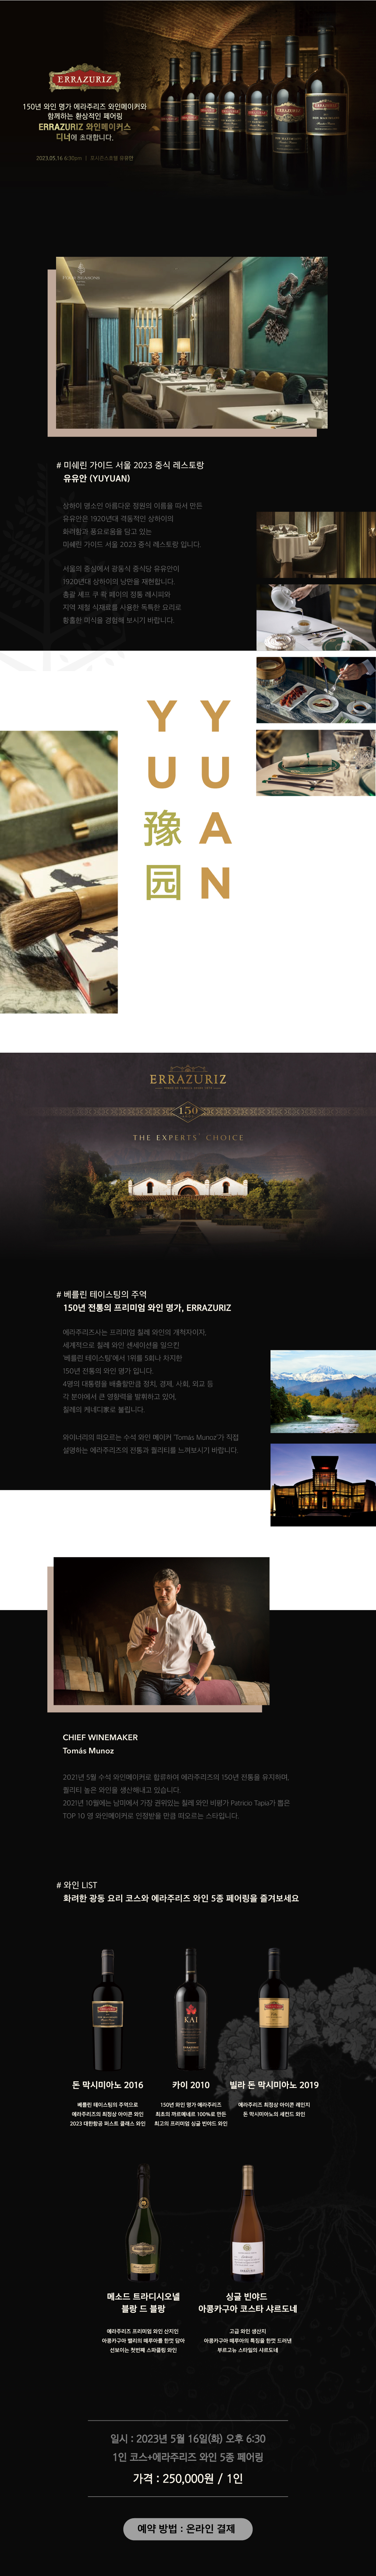 ERRAZURIZ
150년 와인 명가 에라주리즈 와인메이커와
함께하는 환상적인 페어링
ERRAZURIZ 와인메이커스
디너에 초대합니다.
2023.05.16 6:30pm | 포시즌스호텔 유유안
FOUR SEASONS
# 미쉐린 가이드 서울 2023 중식 레스토랑
유유안 (YUYUAN)
상하이 명소인 아름다운 정원의 이름을 따서 만든
유유안은 1920년대 격동적인 상하이의
화려함과 풍요로움을 담고 있는
미쉐린 가이드 서울 2023 중식 레스토랑 입니다.
서울의 중심에서 광동식 중식당 유유안이
1920년대 상하이의 낭만을 재현합니다.
총괄 셰프 쿠 콱 페이의 정통 레시피와
지역 제철 식재료를 사용한 독특한 요리로
황홀한 미식을 경험해 보시기 바랍니다.
YU豫园
YUAN
ERRAZURIZ
150
THE EXPERTS' CHOICE
# 베를린 테이스팅의 주역
150년 전통의 프리미엄 와인 명가, ERRAZURIZ
에라주리즈사는 프리미엄 칠레 와인의 개척자이자,
세계적으로 칠레 와인 센세이션을 일으킨
'베를린 테이스팅'에서 1위를 5회나 차지한
150년 전통의 와인 명가 입니다.
4명의 대통령을 배출할만큼 정치, 경제, 사회, 외교 등
각 분야에서 큰 영향력을 발휘하고 있어,
칠레의 케네디家로 불립니다.
와이너리의 떠오르는 수석 와인 메이커 'Tomás Munoz'가 직접
설명하는 에라주리즈의 전통과 퀄리티를 느껴보시기 바랍니다.
CHIEF WINEMAKER
Tomás Munoz
2021년 5월 수석 와인메이커로 합류하여 에라주리즈의 150년 전통을 유지하며,
퀄리티 높은 와인을 생산해내고 있습니다.
2021년 10월에는 남미에서 가장 권위있는 칠레 와인 비평가 Patricio Tapia가 뽑은
TOP 10 영 와인메이커로 인정받을 만큼 떠오르는 스타입니다.
# 와인 LIST
화려한 광동 요리 코스와 에라주리즈 와인 5종 페어링을 즐겨보세요
KAI
돈 막시미아노 2016
카이 2010
빌라 돈 막시미아노 2019
베를린 테이스팅의 주역으로
에라주리즈의 최정상 아이콘 와인
2023 대한항공 퍼스트 클래스 와인
150년 와인 명가 에라주리즈
최초의 까르메네르 100%로 만든
최고의 프리미엄 싱글 빈야드 와인
에라주리즈 최정상 아이콘 레인지
돈 막시미아노의 세컨드 와인
메소드 트라디시오넬
블랑 드 블랑
싱글 빈야드
아콩카구아 코스타 샤르도네
에라주리즈 프리미엄 와인 산지인
아콩카구아 밸리의 떼루아를 한껏 담아
선보이는 첫번째 스파클링 와인
고급 와인 생산지
아콩카구아 떼루아의 특징을 한껏 드러낸
부르고뉴 스타일의 샤르도네
일시 : 2023년 5월 16일(화) 오후 6:30
1인 코스+에라주리즈 와인 5종 페어링
가격 : 250,000원 / 1인
예약 방법 : 온라인 결제